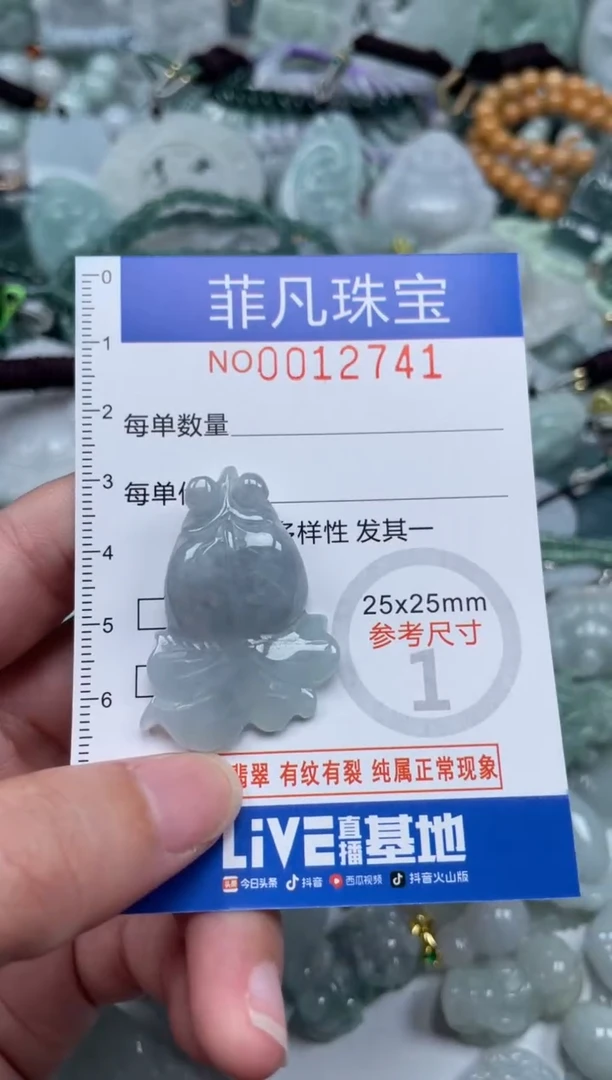 菲凡珠宝
NO0012741
每单数量
每单
多样性 发其一
25x25mm
参考尺寸
1
翡翠 有纹有裂 纯属正常现象
LiVE直播基地
头条 今日头条 抖音 西瓜视频 抖音火山版
0
1
2
3
4
5
6